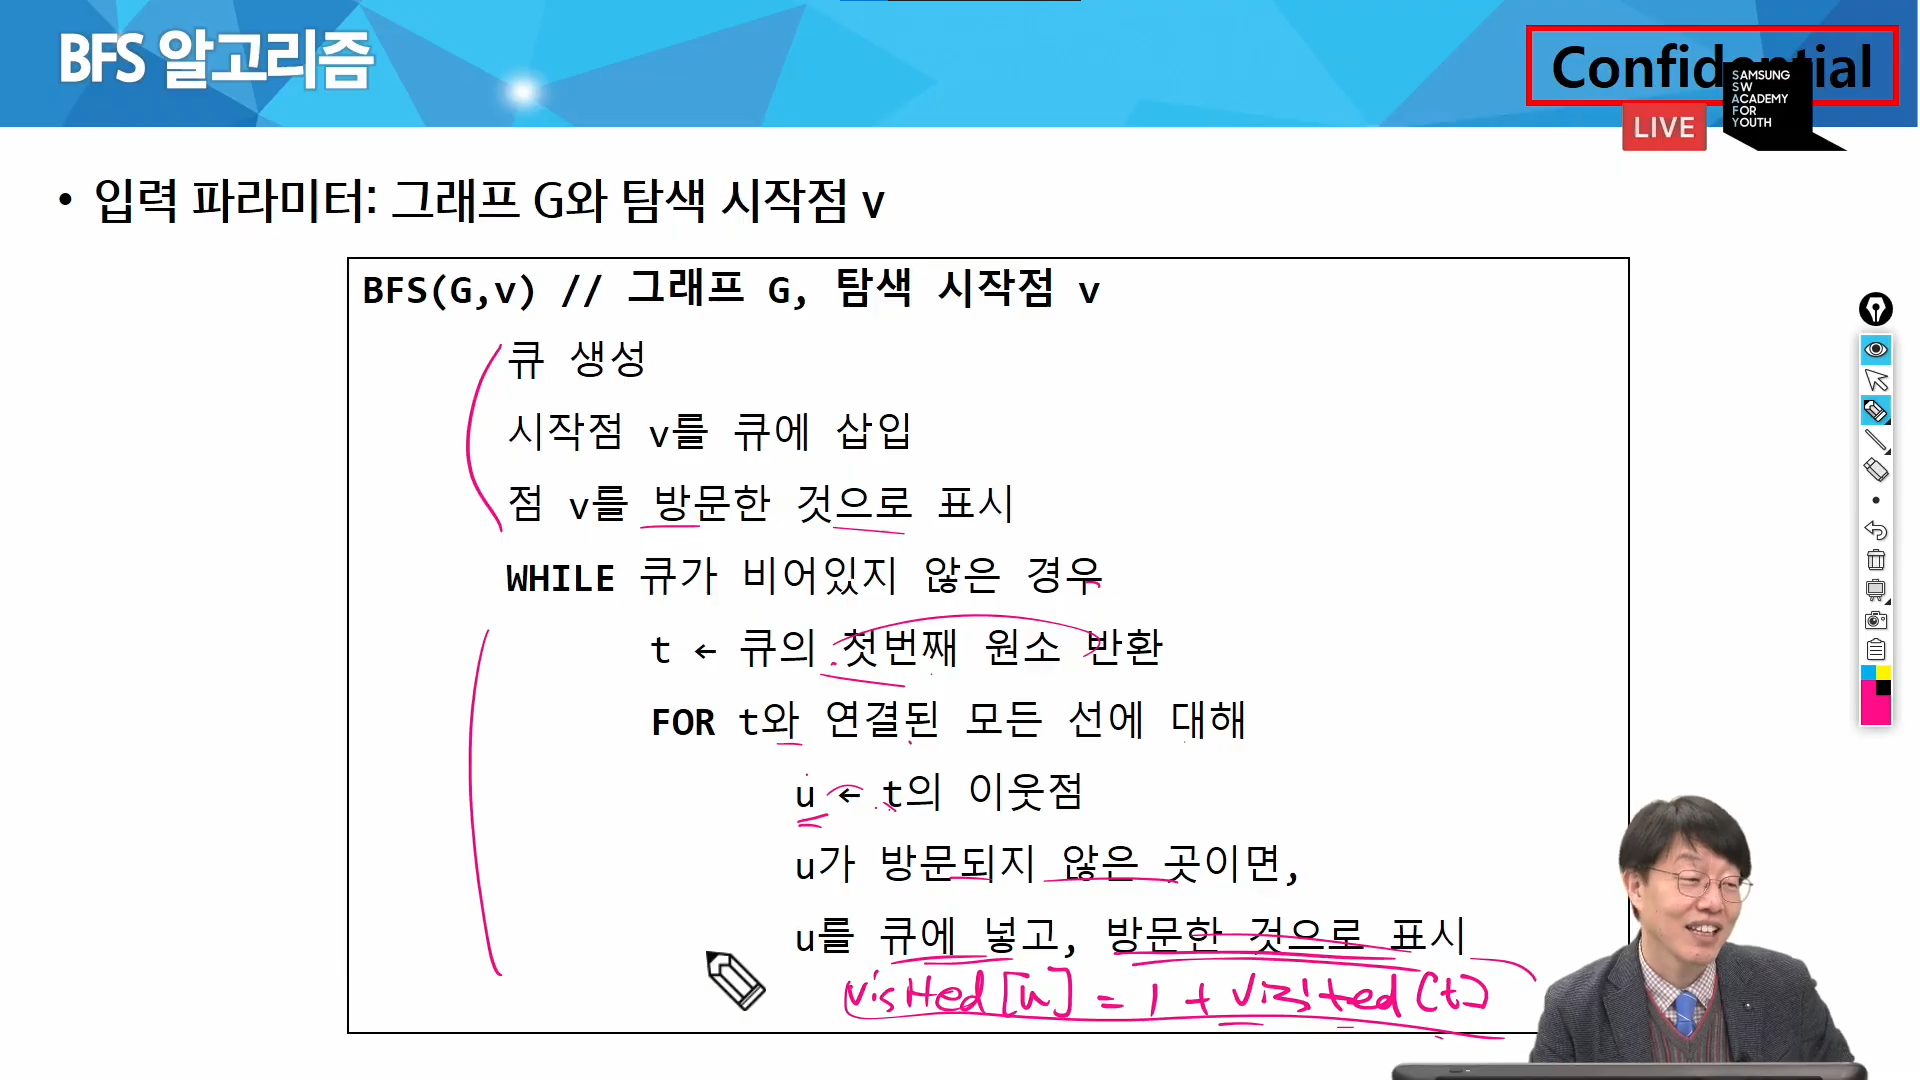 BFS 알고리즘
Confidential
SAMSUNG
SW
ACADEMY
FOR
YOUTH
LIVE
• 입력 파라미터: 그래프 G와 탐색 시작점 v
BFS(G,v) // 그래프 G, 탐색 시작점 v
큐 생성
시작점 v를 큐에 삽입
점 v를 방문한 것으로 표시
WHILE 큐가 비어있지 않은 경우
t ← 큐의 첫번째 원소 반환
FOR t와 연결된 모든 선에 대해
u ← t의 이웃점
u가 방문되지 않은 곳이면,
u를 큐에 넣고, 방문한 것으로 표시
visited[u] = 1 + visited(t)